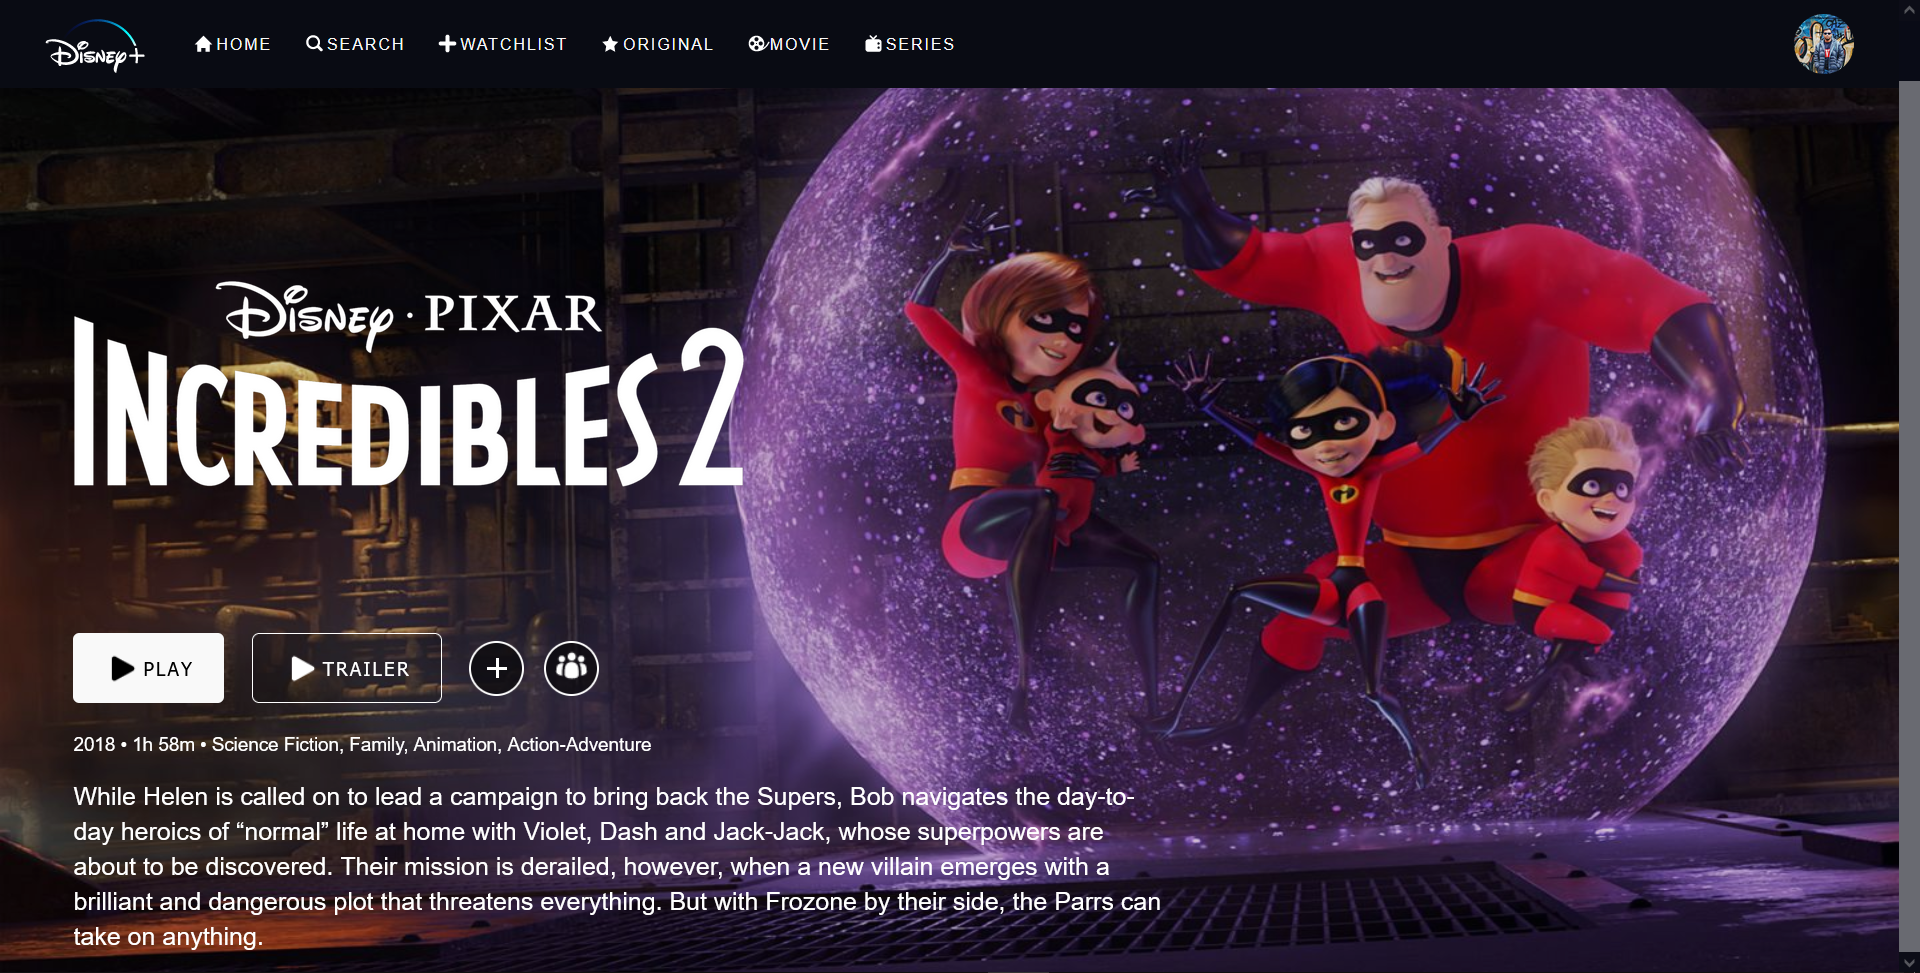 Disney+
HOME
SEARCH
WATCHLIST
ORIGINAL
MOVIE
SERIES
Disney · PIXAR
INCREDIBLES 2
PLAY
TRAILER
2018 • 1h 58m • Science Fiction, Family, Animation, Action-Adventure
While Helen is called on to lead a campaign to bring back the Supers, Bob navigates the day-to-
day heroics of “normal” life at home with Violet, Dash and Jack-Jack, whose superpowers are
about to be discovered. Their mission is derailed, however, when a new villain emerges with a
brilliant and dangerous plot that threatens everything. But with Frozone by their side, the Parrs can
take on anything.